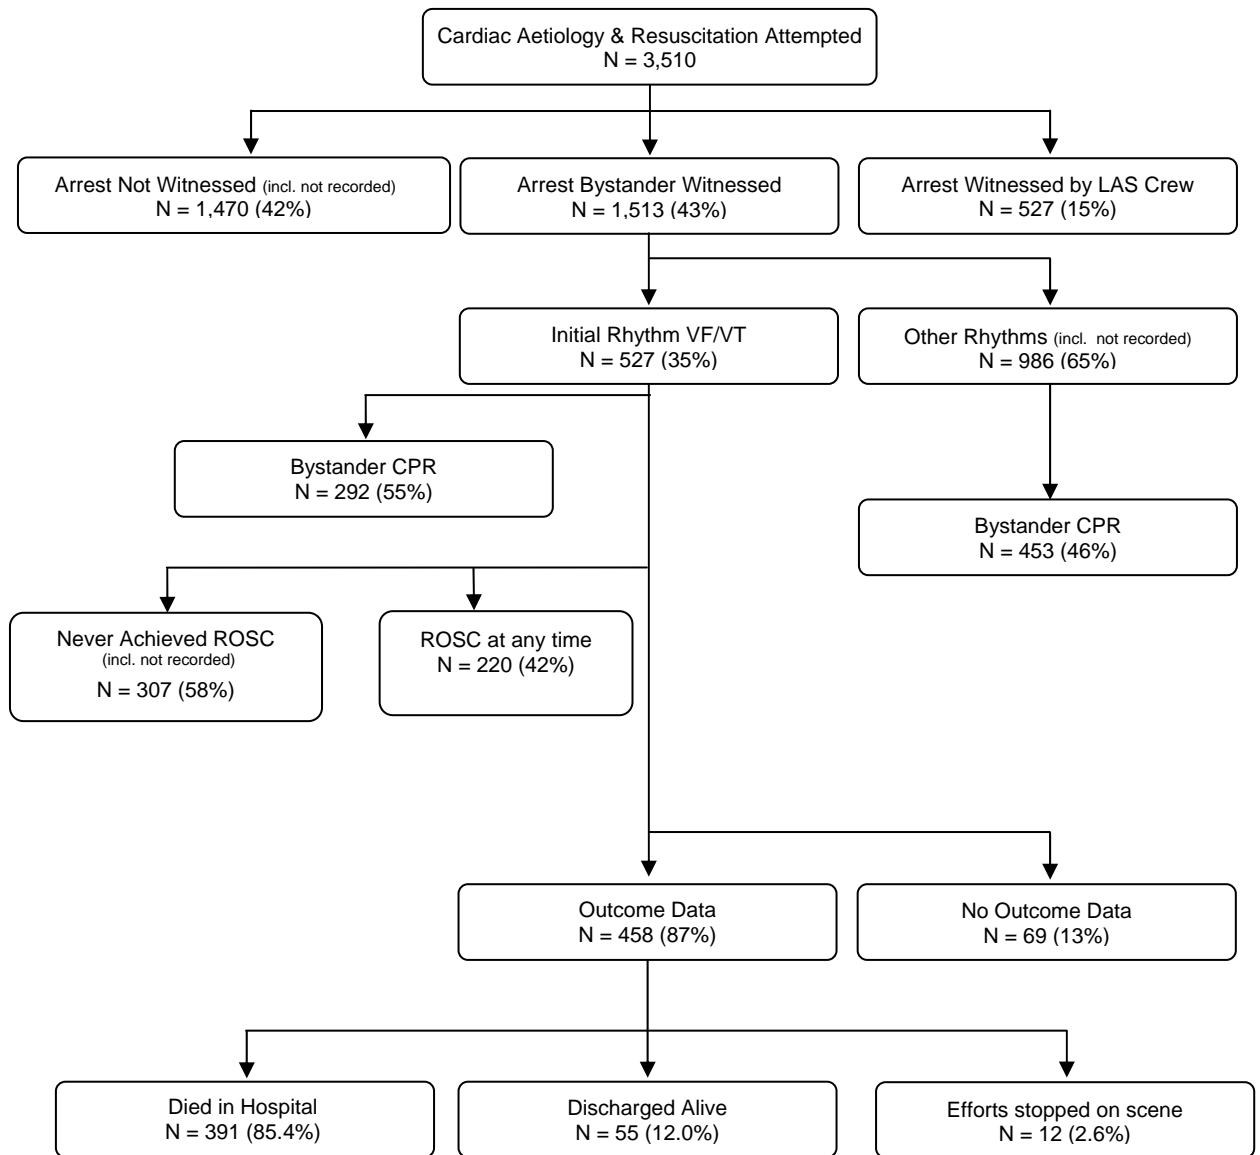 Cardiac Aetiology & Resuscitation Attempted
N = 3,510
Arrest Not Witnessed (incl. not recorded)
N = 1,470 (42%)
Arrest Bystander Witnessed
N = 1,513 (43%)
Arrest Witnessed by LAS Crew
N = 527 (15%)
Initial Rhythm VF/VT
N = 527 (35%)
Other Rhythms (incl. not recorded)
N = 986 (65%)
Bystander CPR
N = 292 (55%)
Bystander CPR
N = 453 (46%)
Never Achieved ROSC
(incl. not recorded)
N = 307 (58%)
ROSC at any time
N = 220 (42%)
Outcome Data
N = 458 (87%)
No Outcome Data
N = 69 (13%)
Died in Hospital
N = 391 (85.4%)
Discharged Alive
N = 55 (12.0%)
Efforts stopped on scene
N = 12 (2.6%)